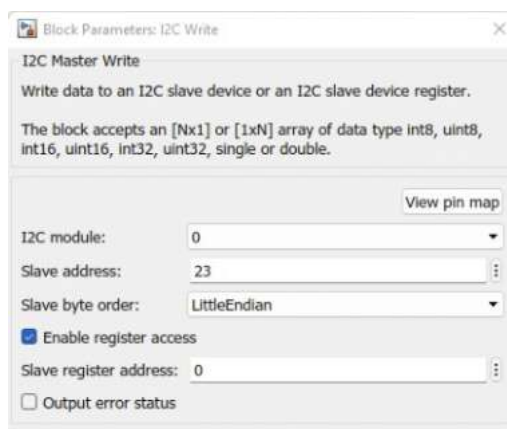 Block Parameters: I2C Write
I2C Master Write
Write data to an I2C slave device or an I2C slave device register.
The block accepts an [Nx1] or [1xN] array of data type int8, uint8,
int16, uint16, int32, uint32, single or double.
View pin map
I2C module: 0
Slave address: 23
Slave byte order: LittleEndian
Enable register access
Slave register address: 0
Output error status